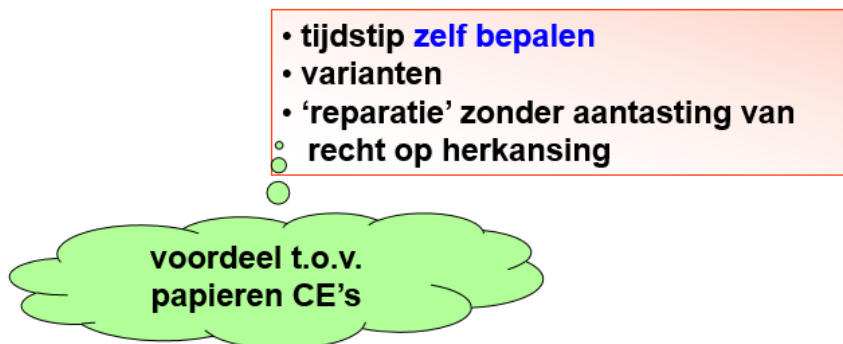 • tijdstip zelf bepalen
• varianten
• ‘reparatie’ zonder aantasting van
recht op herkansing
voordeel t.o.v.
papieren CE’s